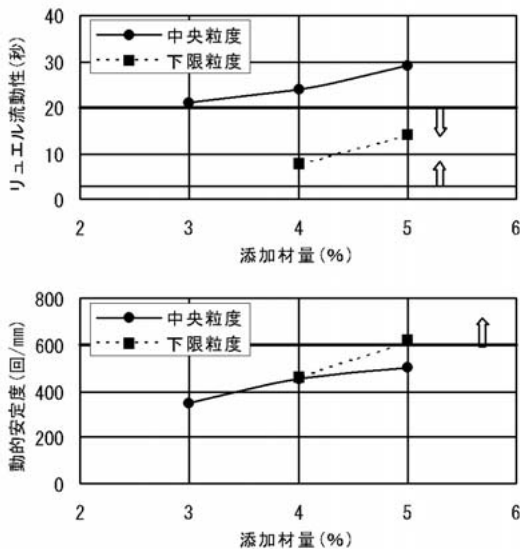 40
中央粒度
下限粒度
30
20
10
0
リュエル流動性(秒)
2 3 4 5 6
添加材量(%)
800
中央粒度
下限粒度
600
400
200
0
動的安定度(回/mm)
2 3 4 5 6
添加材量(%)